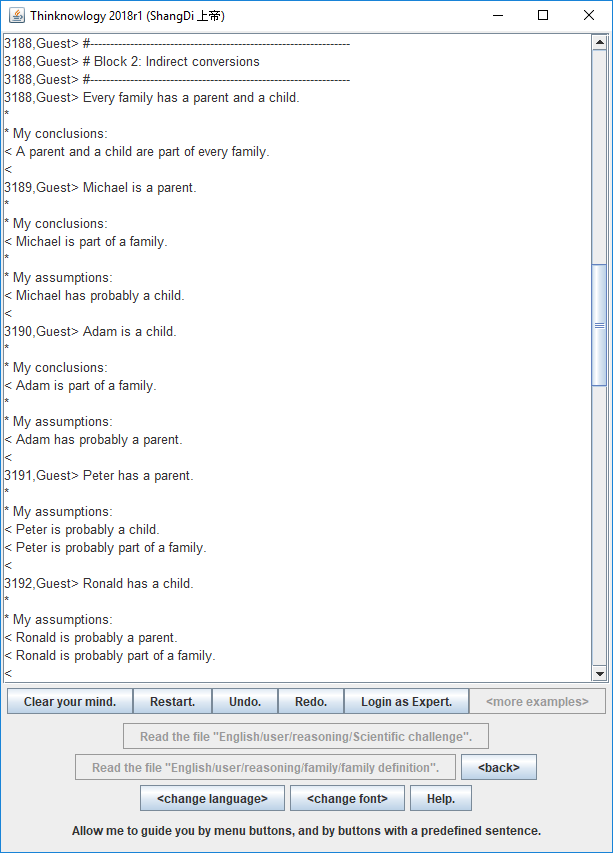 Thinknowlogy 2018r1 (ShangDi 上帝)
3188,Guest> #-----------------------------------------------------------------
3188,Guest> # Block 2: Indirect conversions
3188,Guest> #-----------------------------------------------------------------
3188,Guest> Every family has a parent and a child.
*
* My conclusions:
< A parent and a child are part of every family.
<
3189,Guest> Michael is a parent.
*
* My conclusions:
< Michael is part of a family.
*
* My assumptions:
< Michael has probably a child.
<
3190,Guest> Adam is a child.
*
* My conclusions:
< Adam is part of a family.
*
* My assumptions:
< Adam has probably a parent.
<
3191,Guest> Peter has a parent.
*
* My assumptions:
< Peter is probably a child.
< Peter is probably part of a family.
<
3192,Guest> Ronald has a child.
*
* My assumptions:
< Ronald is probably a parent.
< Ronald is probably part of a family.
<
Clear your mind. Restart. Undo. Redo. Login as Expert. <more examples>
Read the file "English/user/reasoning/Scientific challenge".
Read the file "English/user/reasoning/family/family definition". <back>
<change language> <change font> Help.
Allow me to guide you by menu buttons, and by buttons with a predefined sentence.